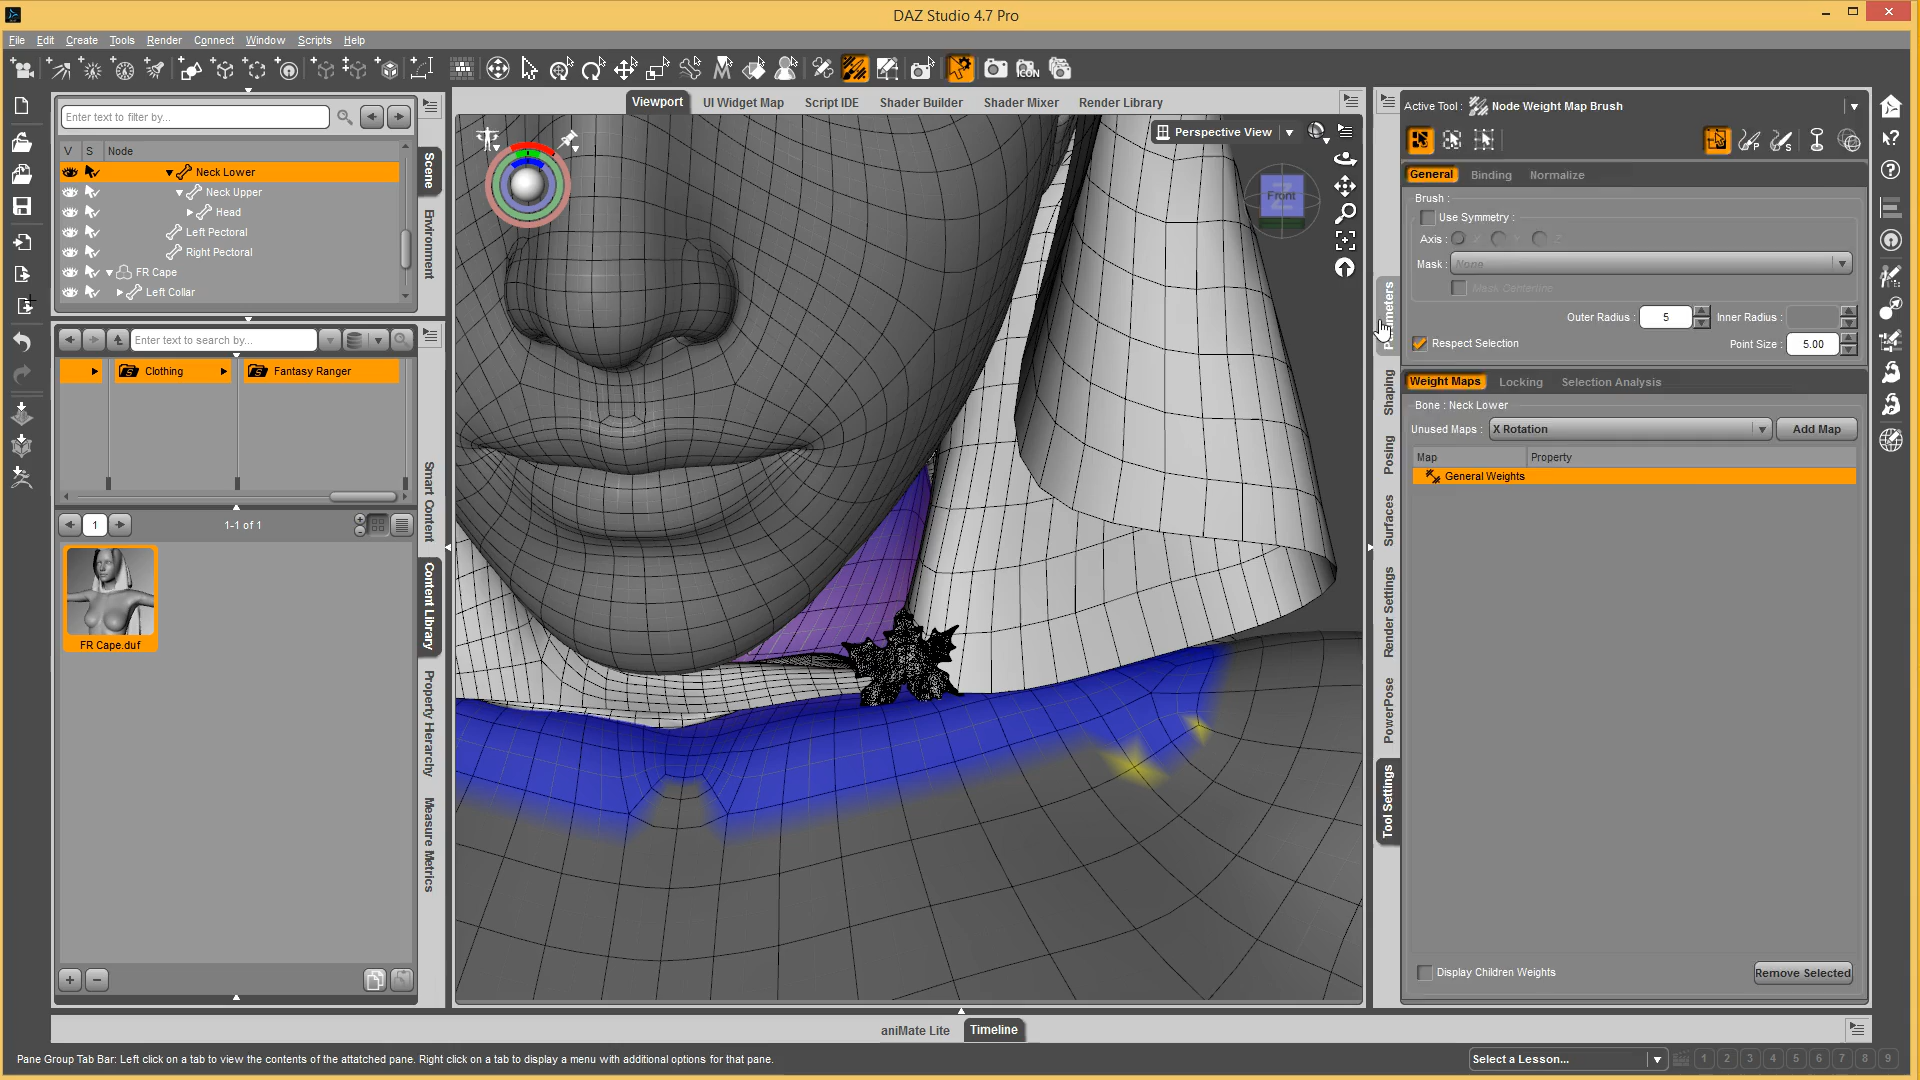 DAZ Studio 4.7 Pro
File Edit Create Tools Render Connect Window Scripts Help
ICON
Enter text to filter by...
V S Node
Neck Lower
Neck Upper
Head
Left Pectoral
Right Pectoral
FR Cape
Left Collar
Scene
Environment
Enter text to search by...
Clothing
Fantasy Ranger
1
1-1 of 1
FR Cape.duf
Smart Content
Content Library
Property Hierarchy
Measure Metrics
Viewport UI Widget Map Script IDE Shader Builder Shader Mixer Render Library
Perspective View
Front
Parameters
Shaping
Posing
Surfaces
Render Settings
PowerPose
Tool Settings
Active Tool : Node Weight Map Brush
General Binding Normalize
Brush :
Use Symmetry :
Axis : X Y Z
Mask : None
Mask Centerline
Outer Radius : 5 Inner Radius :
Respect Selection Point Size : 5.00
Weight Maps Locking Selection Analysis
Bone : Neck Lower
Unused Maps : X Rotation Add Map
Map Property
General Weights
Display Children Weights Remove Selected
aniMate Lite Timeline
Pane Group Tab Bar: Left click on a tab to view the contents of the attatched pane. Right click on a tab to display a menu with additional options for that pane.
Select a Lesson... 1 2 3 4 5 6 7 8 9